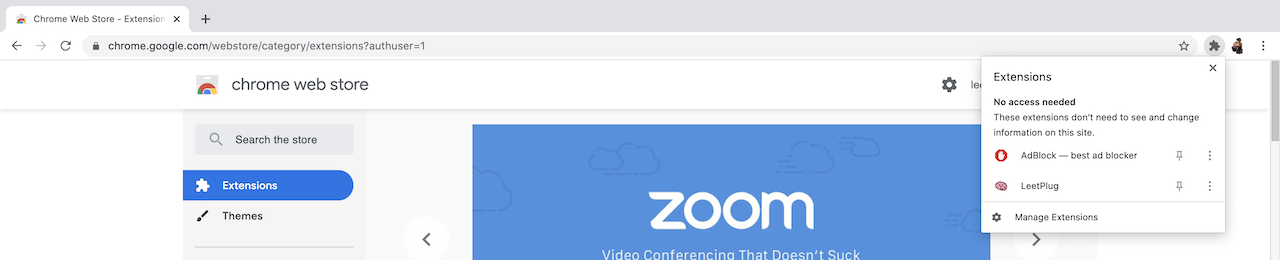 Chrome Web Store - Extension
chrome.google.com/webstore/category/extensions?authuser=1
chrome web store
lee
Search the store
Extensions
Themes
zoom
Video Conferencing That Doesn't Suck
Extensions
No access needed
These extensions don't need to see and change
information on this site.
AdBlock — best ad blocker
LeetPlug
Manage Extensions